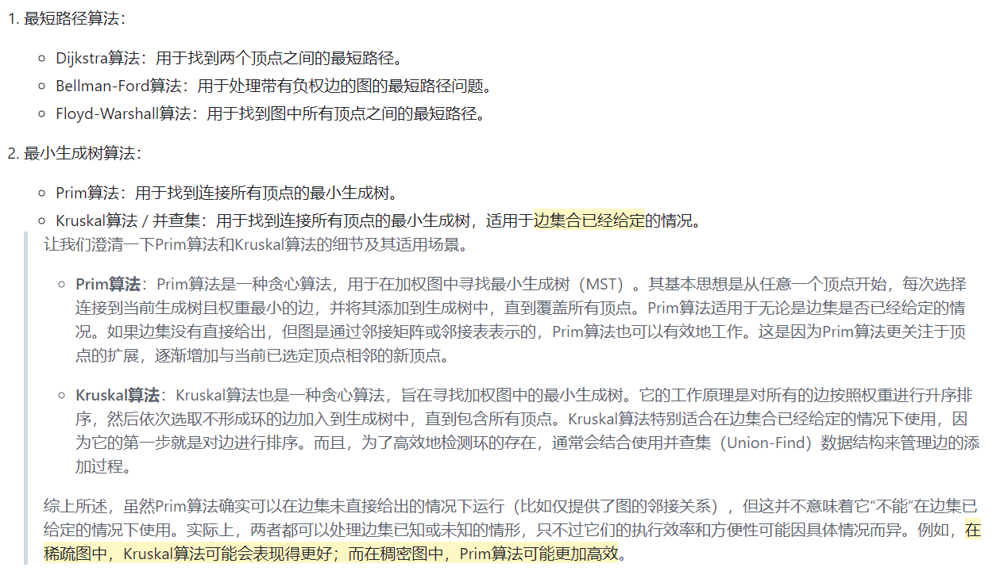 1. 最短路径算法：
Dijkstra算法：用于找到两个顶点之间的最短路径。
Bellman-Ford算法：用于处理带有负权边的图的最短路径问题。
Floyd-Warshall算法：用于找到图中所有顶点之间的最短路径。
2. 最小生成树算法：
Prim算法：用于找到连接所有顶点的最小生成树。
Kruskal算法 / 并查集：用于找到连接所有顶点的最小生成树，适用于边集合已经给定的情况。
让我们澄清一下Prim算法和Kruskal算法的细节及其适用场景。
Prim算法：Prim算法是一种贪心算法，用于在加权图中寻找最小生成树（MST）。其基本思想是从任意一个顶点开始，每次选择
连接到当前生成树且权重最小的边，并将其添加到生成树中，直到覆盖所有顶点。Prim算法适用于无论是边集是否已经给定的情
况。如果边集没有直接给出，但图是通过邻接矩阵或邻接表表示的，Prim算法也可以有效地工作。这是因为Prim算法更关注于顶
点的扩展，逐渐增加与当前已选定顶点相邻的新顶点。
Kruskal算法：Kruskal算法也是一种贪心算法，旨在寻找加权图中的最小生成树。它的工作原理是对所有的边按照权重进行升序排
序，然后依次选取不形成环的边加入到生成树中，直到包含所有顶点。Kruskal算法特别适合在边集合已经给定的情况下使用，因
为它的第一步就是对边进行排序。而且，为了高效地检测环的存在，通常会结合使用并查集（Union-Find）数据结构来管理边的添
加过程。
综上所述，虽然Prim算法确实可以在边集未直接给出的情况下运行（比如仅提供了图的邻接关系），但这并不意味着它“不能”在边集已
给定的情况下使用。实际上，两者都可以处理边集已知或未知的情形，只不过它们的执行效率和方便性可能因具体情况而异。例如，在
稀疏图中，Kruskal算法可能会表现得更好；而在稠密图中，Prim算法可能更加高效。